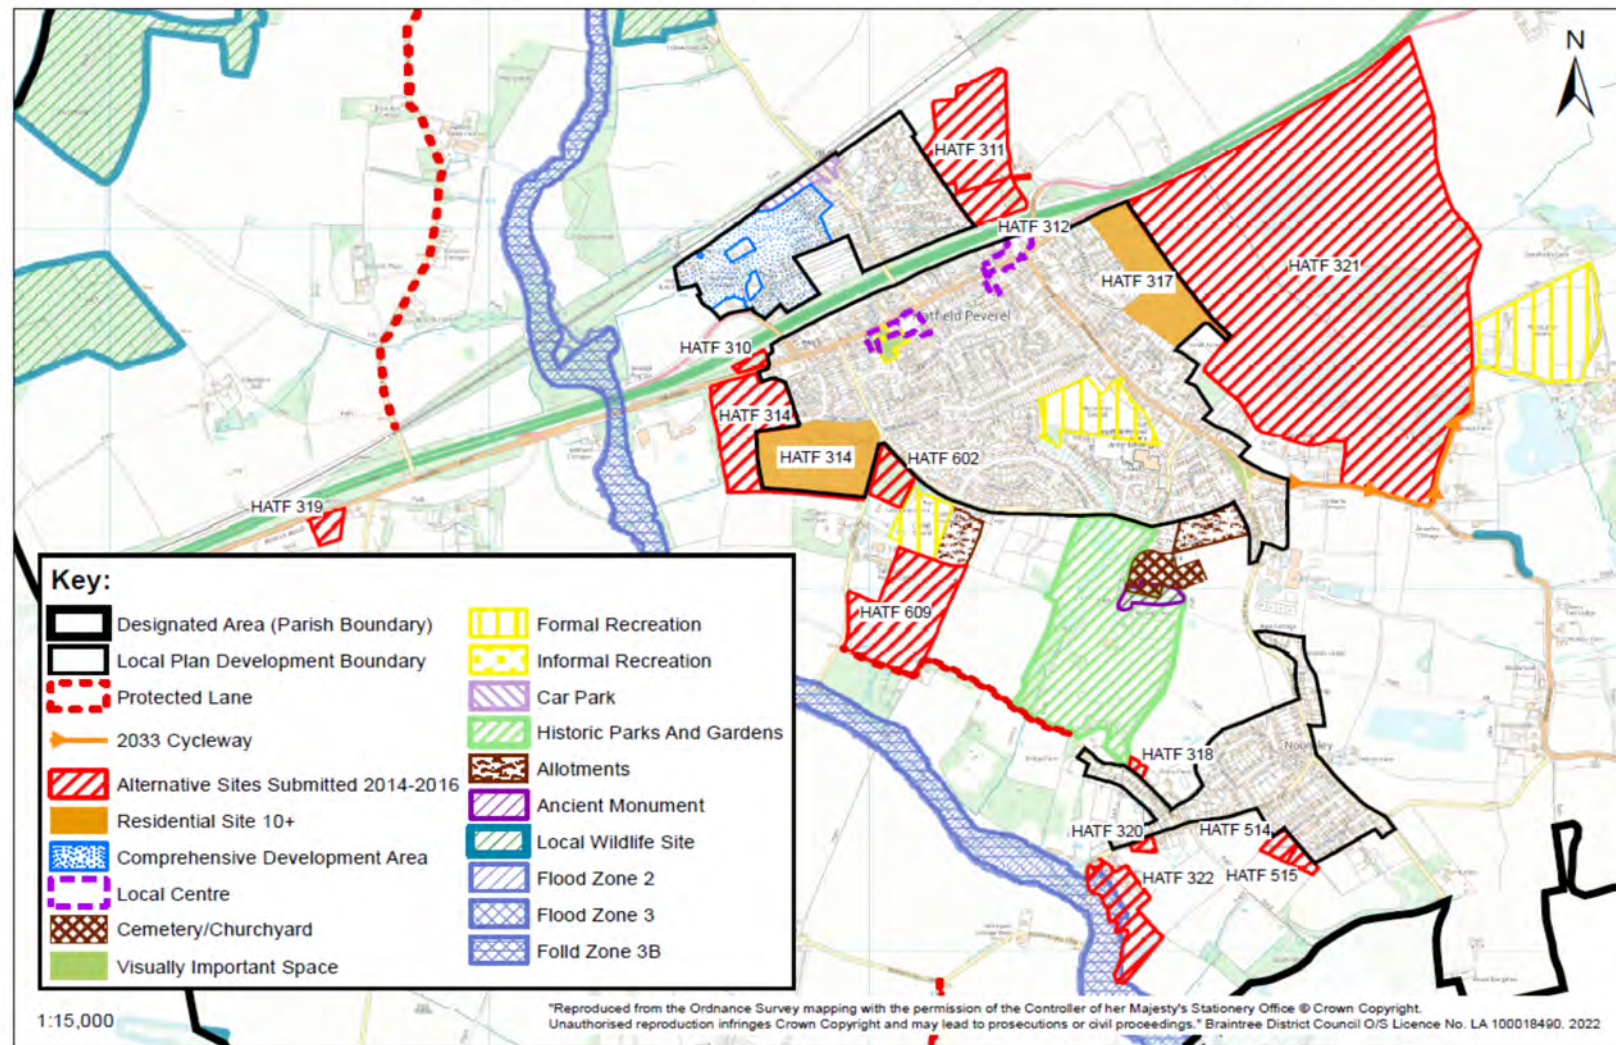 N
HATF 311
HATF 312
HATF 321
HATF 317
Hatfield Peverel
HATF 310
HATF 314
HATF 314
HATF 602
HATF 319
HATF 609
HATF 318
HATF 320
HATF 514
HATF 322
HATF 515
Key:
Designated Area (Parish Boundary)
Local Plan Development Boundary
Protected Lane
2033 Cycleway
Alternative Sites Submitted 2014-2016
Residential Site 10+
Comprehensive Development Area
Local Centre
Cemetery/Churchyard
Visually Important Space
Formal Recreation
Informal Recreation
Car Park
Historic Parks And Gardens
Allotments
Ancient Monument
Local Wildlife Site
Flood Zone 2
Flood Zone 3
Folld Zone 3B
1:15,000
"Reproduced from the Ordnance Survey mapping with the permission of the Controller of her Majesty's Stationery Office © Crown Copyright.
Unauthorised reproduction infringes Crown Copyright and may lead to prosecutions or civil proceedings." Braintree District Council O/S Licence No. LA 100018490. 2022